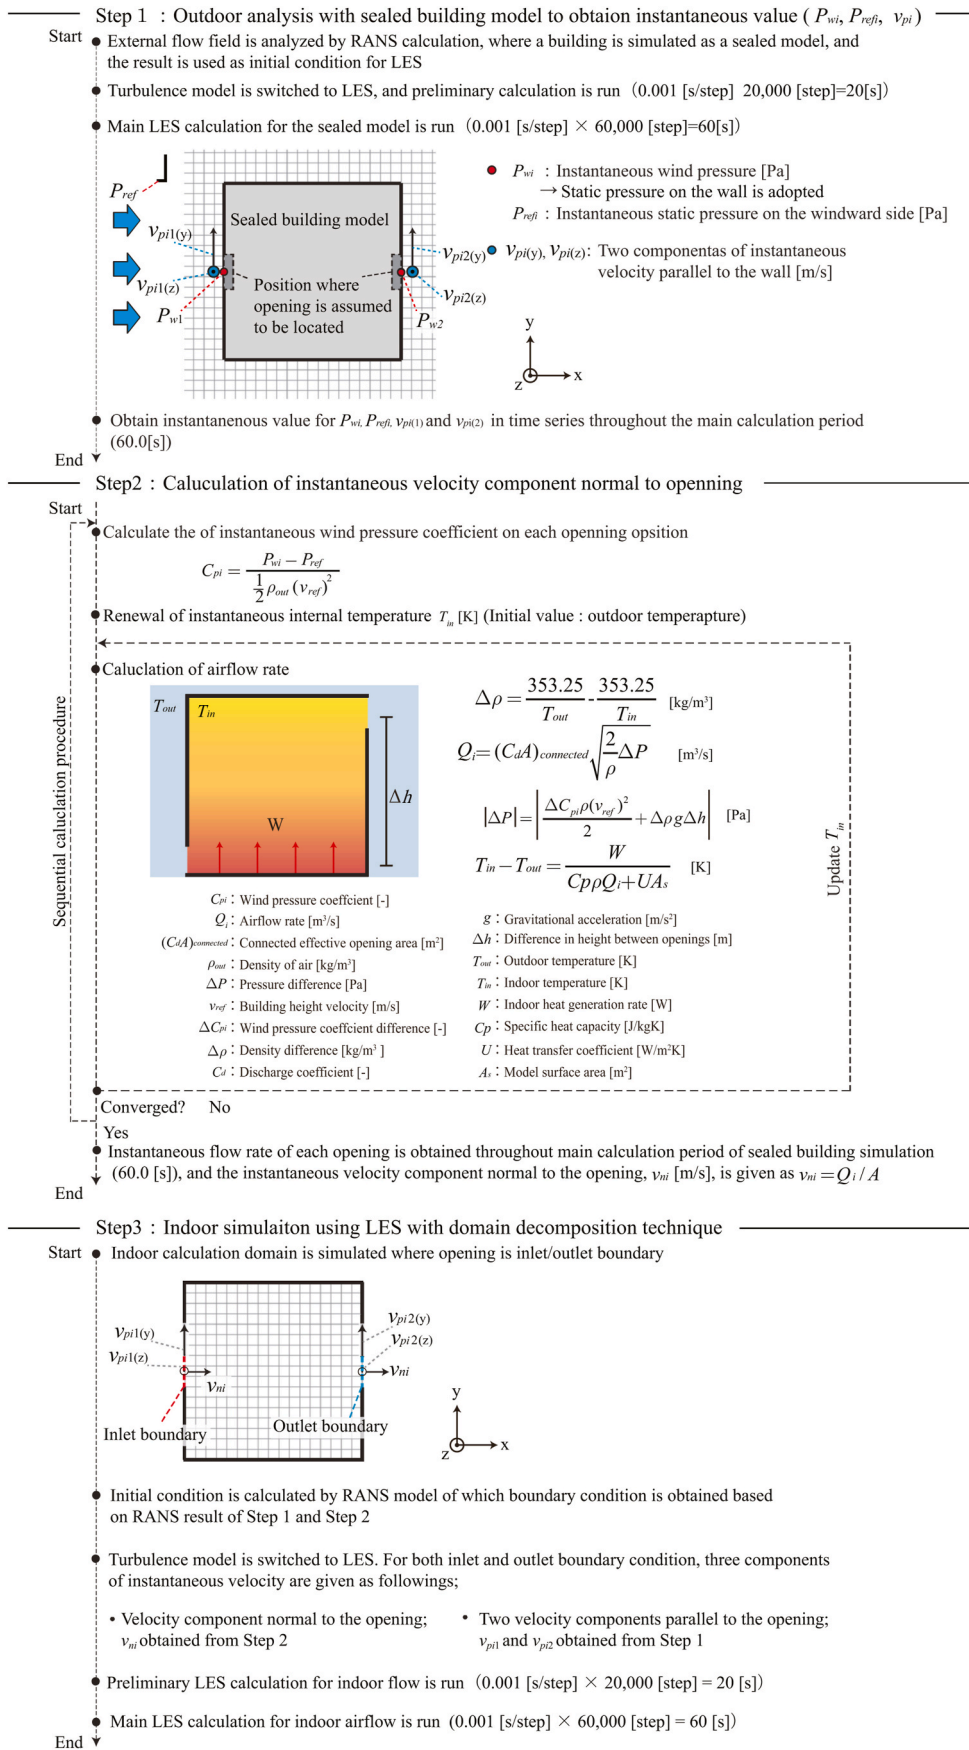 Step 1 : Outdoor analysis with sealed building model to obtaion instantaneous value ( Pwi, Prefi, vpi)
Start
External flow field is analyzed by RANS calculation, where a building is simulated as a sealed model, and
the result is used as initial condition for LES
Turbulence model is switched to LES, and preliminary calculation is run （0.001 [s/step] 20,000 [step]=20[s]）
Main LES calculation for the sealed model is run （0.001 [s/step] × 60,000 [step]=60[s]）
Pref
Sealed building model
vpi1(y)
vpi1(z)
Pw1
Position where
opening is assumed
to be located
vpi2(y)
vpi2(z)
Pw2
Pwi : Instantaneous wind pressure [Pa]
→ Static pressure on the wall is adopted
Prefi : Instantaneous static pressure on the windward side [Pa]
vpi(y), vpi(z): Two componentas of instantaneous
velocity parallel to the wall [m/s]
y
z
x
Obtain instantanenous value for Pwi, Prefi, vpi(1) and vpi(2) in time series throughout the main calculation period
(60.0[s])
End
Step2 : Caluculation of instantaneous velocity component normal to openning
Start
Calculate the of instantaneous wind pressure coefficient on each openning opsition
Cpi = (Pwi − Pref) / (1/2 ρout (vref)²)
Renewal of instantaneous internal temperature Tin [K] (Initial value : outdoor temperapture)
Caluclation of airflow rate
Tout
Tin
Δh
W
Δρ = 353.25/Tout - 353.25/Tin [kg/m³]
Qi = (CdA)connected √(2/ρ ΔP) [m³/s]
|ΔP| = | ΔCpi ρ(vref)² / 2 + ΔρgΔh | [Pa]
Tin − Tout = W / (CpρQi + UAs) [K]
Sequential caluclation procedure
Update Tin
Cpi : Wind pressure coeffcient [-]
Qi : Airflow rate [m³/s]
(CdA)connected : Connected effective opening area [m²]
ρout : Density of air [kg/m³]
ΔP : Pressure difference [Pa]
vref : Building height velocity [m/s]
ΔCpi : Wind pressure coeffcient difference [-]
Δρ : Density difference [kg/m³ ]
Cd : Discharge coefficient [-]
g : Gravitational acceleration [m/s²]
Δh : Difference in height between openings [m]
Tout : Outdoor temperature [K]
Tin : Indoor temperature [K]
W : Indoor heat generation rate [W]
Cp : Specific heat capacity [J/kgK]
U : Heat transfer coefficient [W/m²K]
As : Model surface area [m²]
Converged? No
Yes
Instantaneous flow rate of each opening is obtained throughout main calculation period of sealed building simulation
(60.0 [s]), and the instantaneous velocity component normal to the opening, vni [m/s], is given as vni = Qi / A
End
Step3 : Indoor simulaiton using LES with domain decomposition technique
Start
Indoor calculation domain is simulated where opening is inlet/outlet boundary
vpi1(y)
vpi1(z)
vni
Inlet boundary
vpi2(y)
vpi2(z)
vni
Outlet boundary
y
z
x
Initial condition is calculated by RANS model of which boundary condition is obtained based
on RANS result of Step 1 and Step 2
Turbulence model is switched to LES. For both inlet and outlet boundary condition, three components
of instantaneous velocity are given as followings;
• Velocity component normal to the opening;
vni obtained from Step 2
• Two velocity components parallel to the opening;
vpi1 and vpi2 obtained from Step 1
Preliminary LES calculation for indoor flow is run （0.001 [s/step] × 20,000 [step] = 20 [s]）
Main LES calculation for indoor airflow is run (0.001 [s/step] × 60,000 [step] = 60 [s]）
End